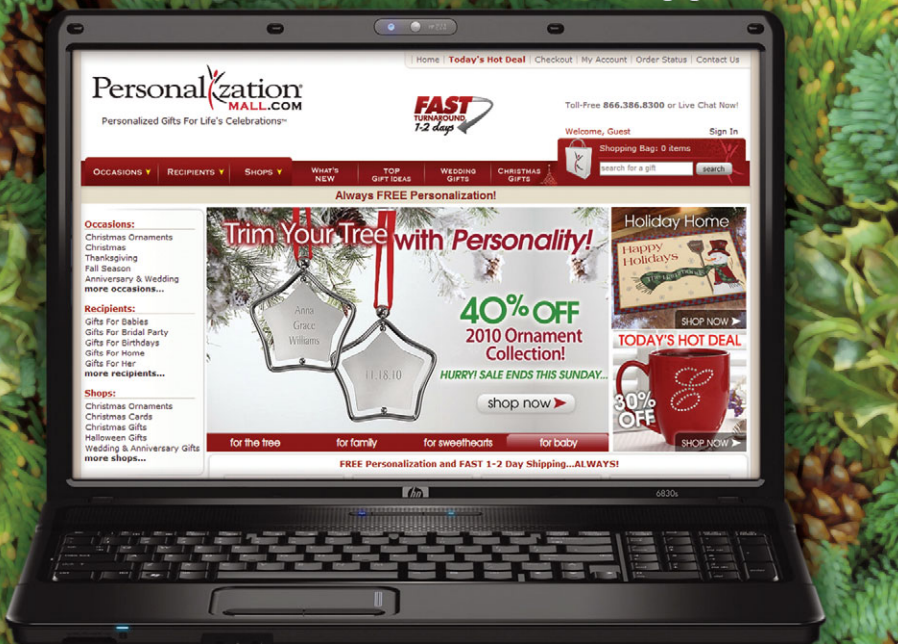 Home | Today's Hot Deal | Checkout | My Account | Order Status | Contact Us
Personalization
MALL.COM
Personalized Gifts For Life's Celebrations℠
FAST
TURNAROUND
1-2 days
Toll-Free 866.386.8300 or Live Chat Now!
Welcome, Guest
Sign In
Shopping Bag: 0 items
search for a gift
search
OCCASIONS
RECIPIENTS
SHOPS
WHAT'S
NEW
TOP
GIFT IDEAS
WEDDING
GIFTS
CHRISTMAS
GIFTS
Always FREE Personalization!
Occasions:
Christmas Ornaments
Christmas
Thanksgiving
Fall Season
Anniversary & Wedding
more occasions...
Recipients:
Gifts For Babies
Gifts For Bridal Party
Gifts For Birthdays
Gifts For Home
Gifts For Her
more recipients...
Shops:
Christmas Ornaments
Christmas Cards
Christmas Gifts
Halloween Gifts
Wedding & Anniversary Gifts
more shops...
Trim Your Tree with Personality!
Anna
Grace
Williams
11.18.10
40% OFF
2010 Ornament
Collection!
HURRY! SALE ENDS THIS SUNDAY...
shop now
for the tree
for family
for sweethearts
for baby
Holiday Home
Happy
Holidays
SHOP NOW
TODAY'S HOT DEAL
E
30%
OFF
SHOP NOW
FREE Personalization and FAST 1-2 Day Shipping...ALWAYS!
hp
6830s